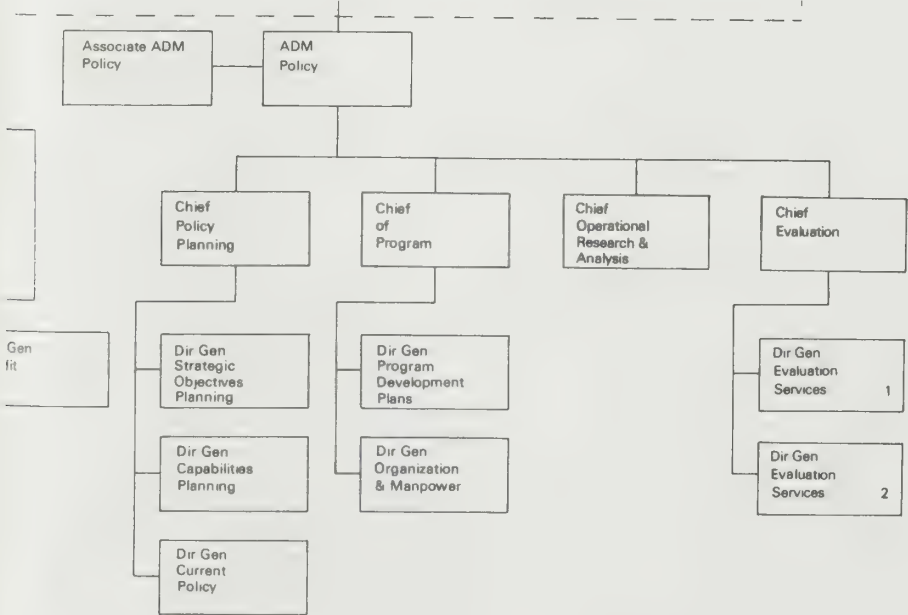 Associate ADM
Policy
ADM
Policy
Chief
Policy
Planning
Chief
of
Program
Chief
Operational
Research &
Analysis
Chief
Evaluation
Gen
fit
Dir Gen
Strategic
Objectives
Planning
Dir Gen
Program
Development
Plans
Dir Gen
Evaluation
Services 1
Dir Gen
Capabilities
Planning
Dir Gen
Organization
& Manpower
Dir Gen
Evaluation
Services 2
Dir Gen
Current
Policy